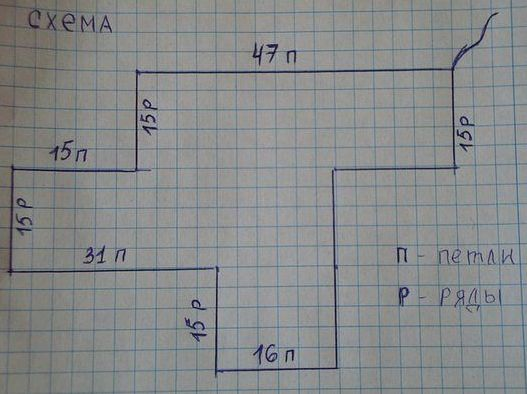 СХЕМА
47 п
15 Р
15 Р
15 п
15 Р
31 п
П - петли
Р - РЯДЫ
15 Р
16 п